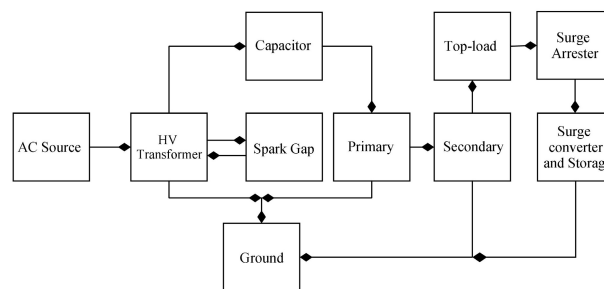 Capacitor
Top-load
Surge
Arrester
AC Source
HV
Transformer
Spark Gap
Primary
Secondary
Surge
converter
and Storag
Ground